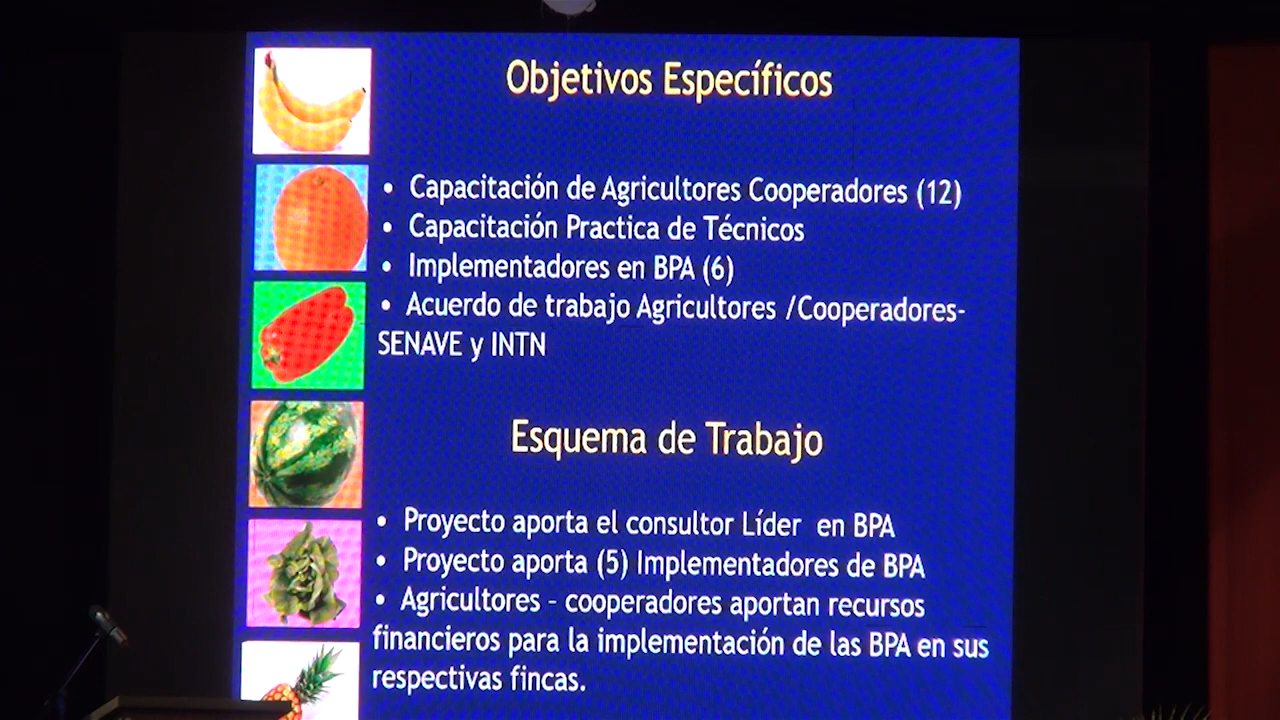 Objetivos Específicos
• Capacitación de Agricultores Cooperadores (12)
• Capacitación Practica de Técnicos
• Implementadores en BPA (6)
• Acuerdo de trabajo Agricultores /Cooperadores-
SENAVE y INTN
Esquema de Trabajo
• Proyecto aporta el consultor Líder en BPA
• Proyecto aporta (5) Implementadores de BPA
• Agricultores – cooperadores aportan recursos
financieros para la implementación de las BPA en sus
respectivas fincas.